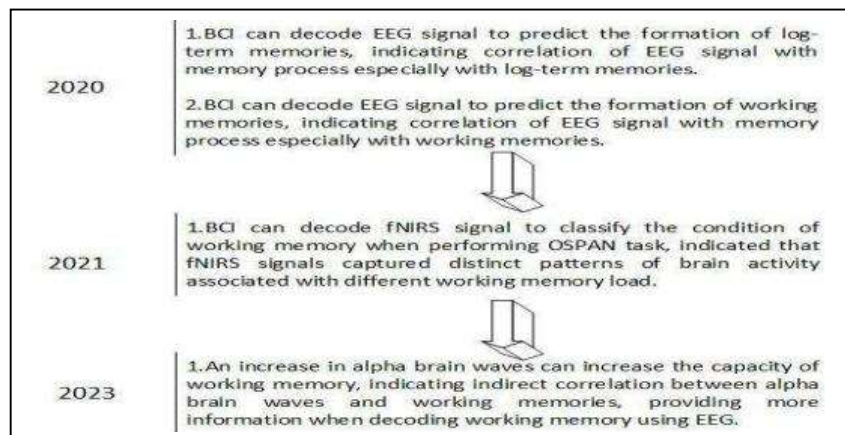 1.BCI can decode EEG signal to predict the formation of log-
term memories, indicating correlation of EEG signal with
memory process especially with log-term memories.
2020
2.BCI can decode EEG signal to predict the formation of working
memories, indicating correlation of EEG signal with memory
process especially with working memories.
1.BCI can decode fNIRS signal to classify the condition of
working memory when performing OSPAN task, indicated that
2021
fNIRS signals captured distinct patterns of brain activity
associated with different working memory load.
1.An increase in alpha brain waves can increase the capacity of
working memory, indicating indirect correlation between alpha
2023
brain waves and working memories, providing more
information when decoding working memory using EEG.